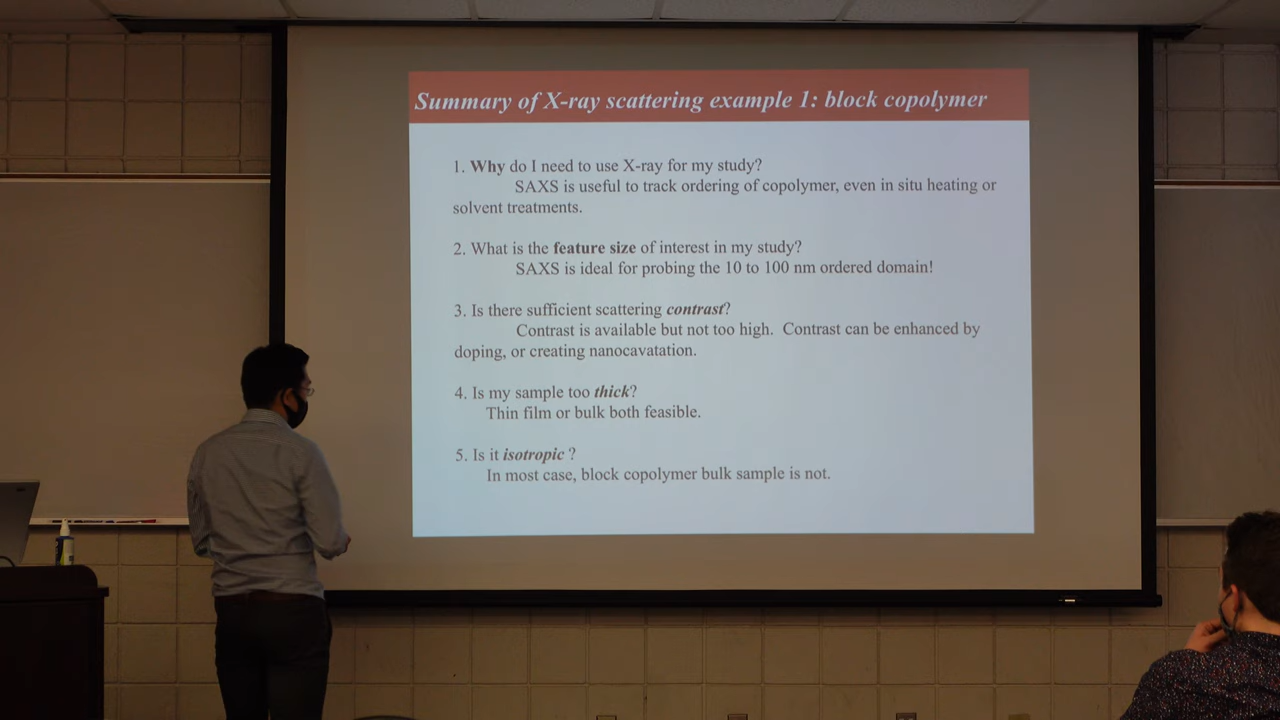 Summary of X-ray scattering example 1: block copolymer
1. Why do I need to use X-ray for my study?
SAXS is useful to track ordering of copolymer, even in situ heating or
solvent treatments.
2. What is the feature size of interest in my study?
SAXS is ideal for probing the 10 to 100 nm ordered domain!
3. Is there sufficient scattering contrast?
Contrast is available but not too high. Contrast can be enhanced by
doping, or creating nanocavatation.
4. Is my sample too thick?
Thin film or bulk both feasible.
5. Is it isotropic ?
In most case, block copolymer bulk sample is not.